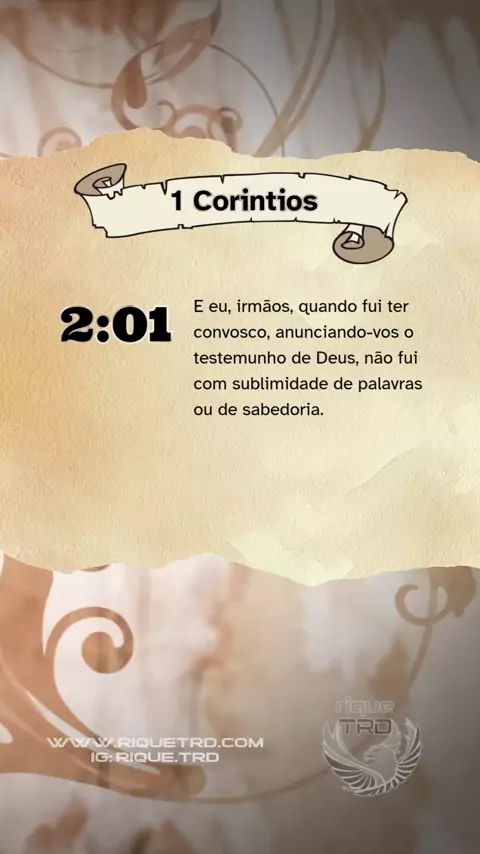 1 Corintios
2:01
E eu, irmãos, quando fui ter
convosco, anunciando-vos o
testemunho de Deus, não fui
com sublimidade de palavras
ou de sabedoria.
rique
TRD
WWW.RIQUETRD.COM
IG: RIQUE.TRD